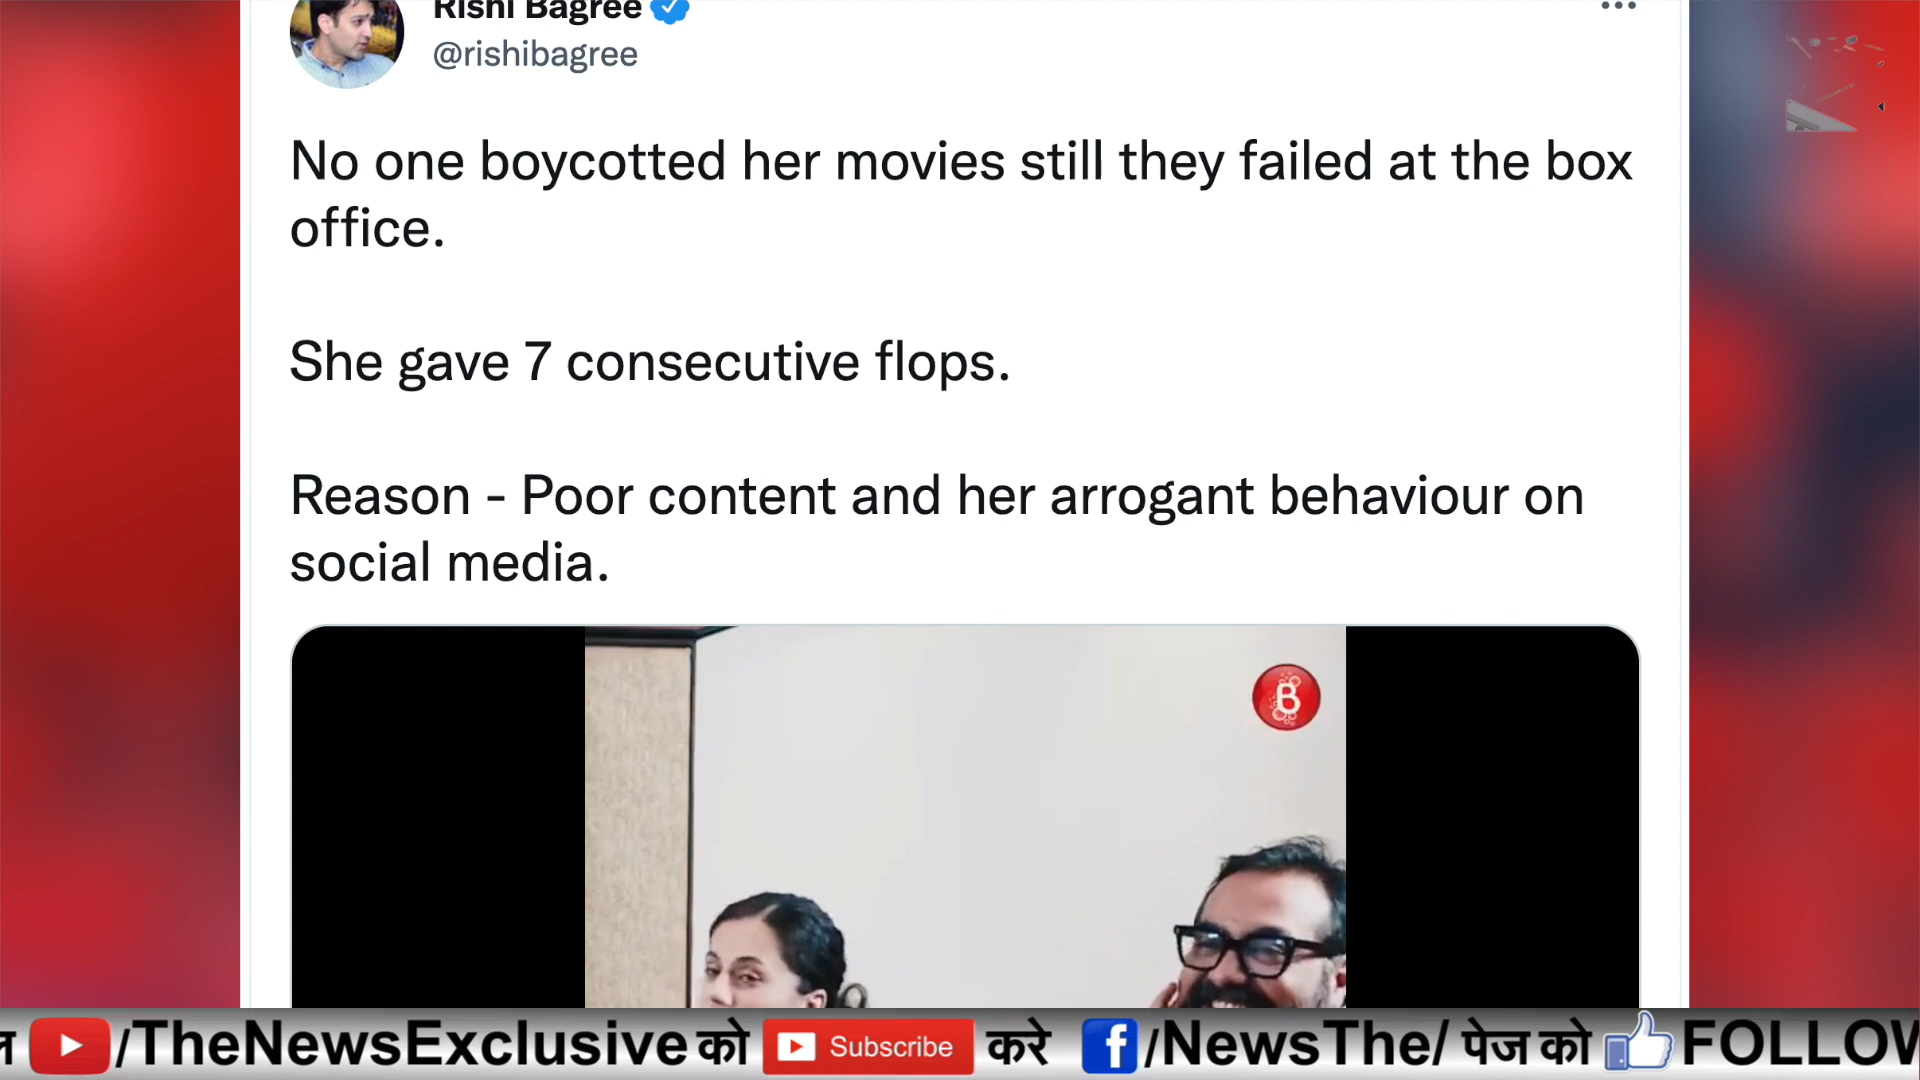 Rishi Bagree
@rishibagree
No one boycotted her movies still they failed at the box
office.
She gave 7 consecutive flops.
Reason - Poor content and her arrogant behaviour on
social media.
B
/TheNewsExclusive को Subscribe करे f/NewsThe/ पेज को FOLLOW